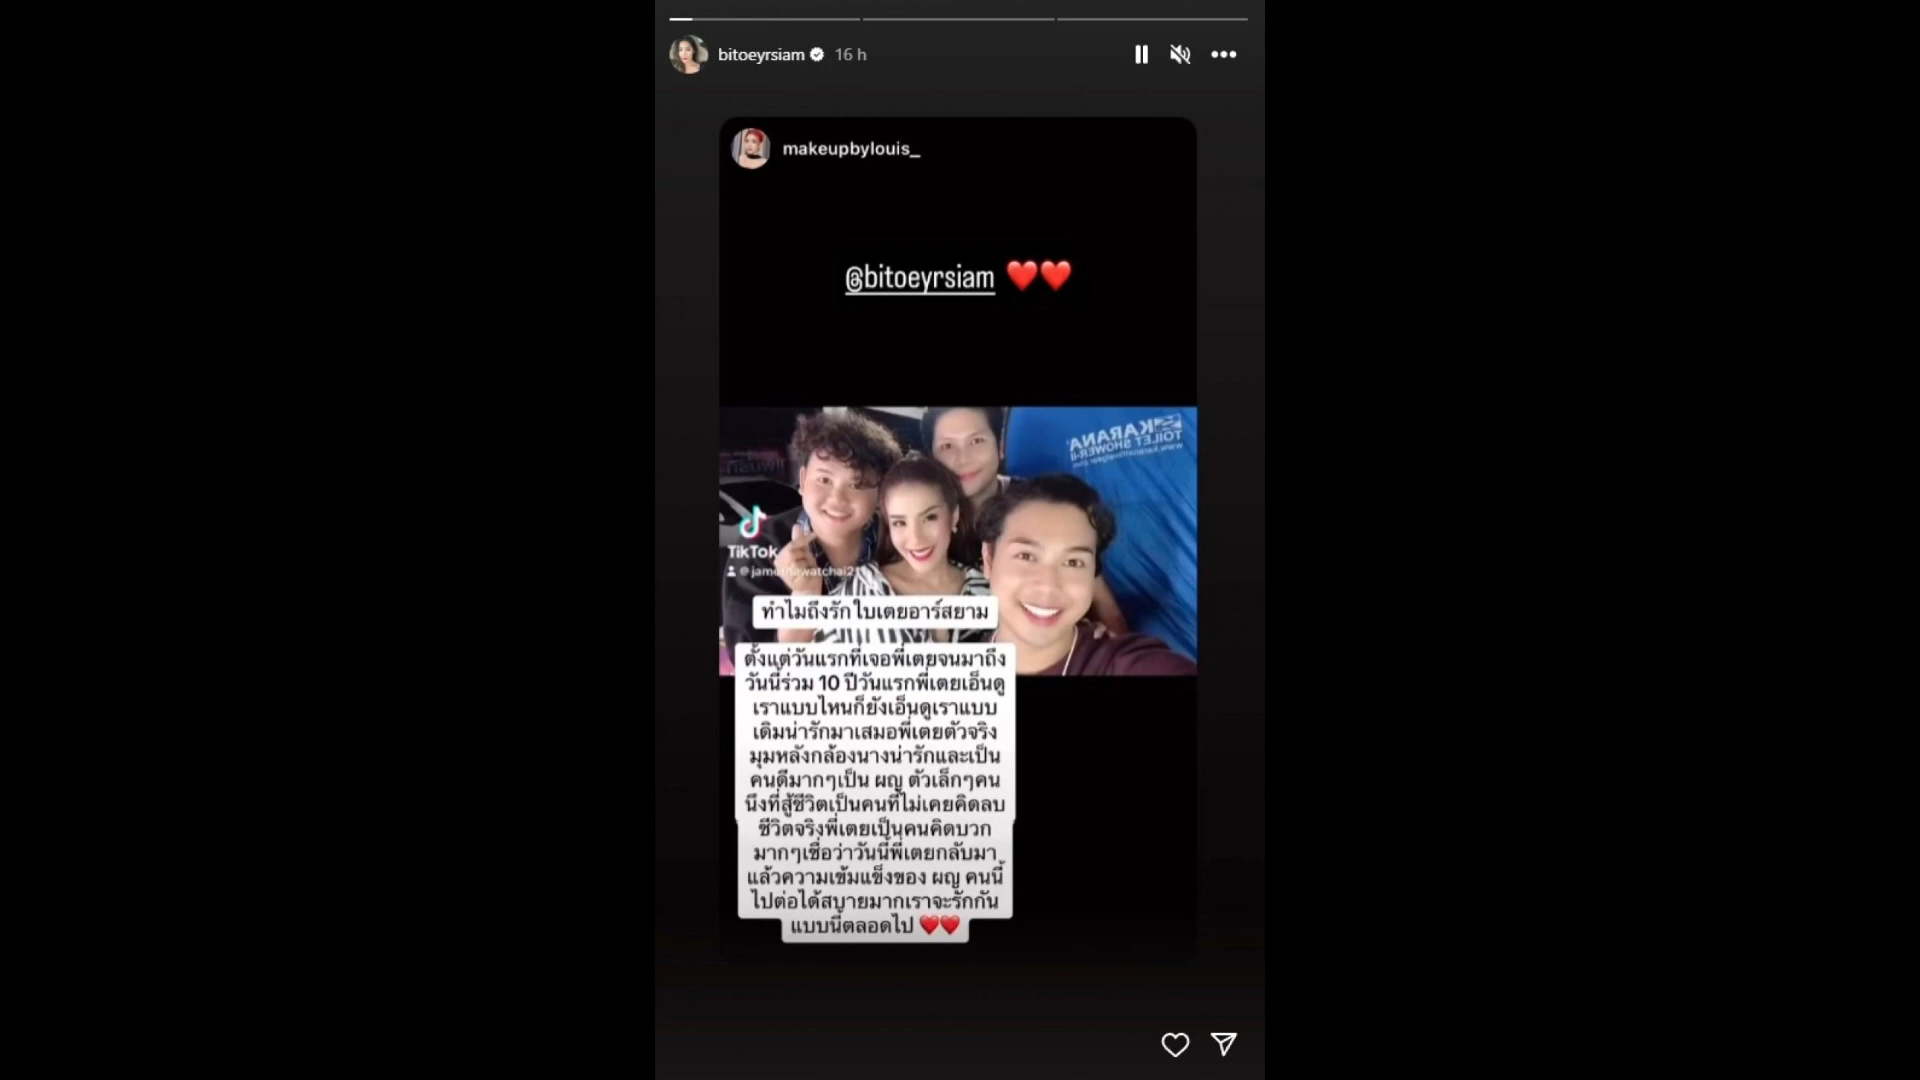 bitoeyrsiam 16 h
makeupbylouis_
@bitoeyrsiam ❤️❤️
KARANA
TOILET SHOWER-II
TikTok
ทำไมถึงรักใบเตยอาร์สยาม
ตั้งแต่วันแรกที่เจอพี่เตยจนมาถึง
วันนี้ร่วม 10 ปีวันแรกพี่เตยเอ็นดู
เราแบบไหนก็ยังเอ็นดูเราแบบ
เดิมน่ารักมาเสมอพี่เตยตัวจริง
มุมหลังกล้องนางน่ารักและเป็น
คนดีมากๆเป็น ผญ ตัวเล็กๆคน
นึงที่สู้ชีวิตเป็นคนที่ไม่เคยคิดลบ
ชีวิตจริงพี่เตยเป็นคนคิดบวก
มากๆเชื่อว่าวันนี้พี่เตยกลับมา
แล้วความเข้มแข็งของ ผญ คนนี้
ไปต่อได้สบายมากเราจะรักกัน
แบบนี้ตลอดไป ❤️❤️